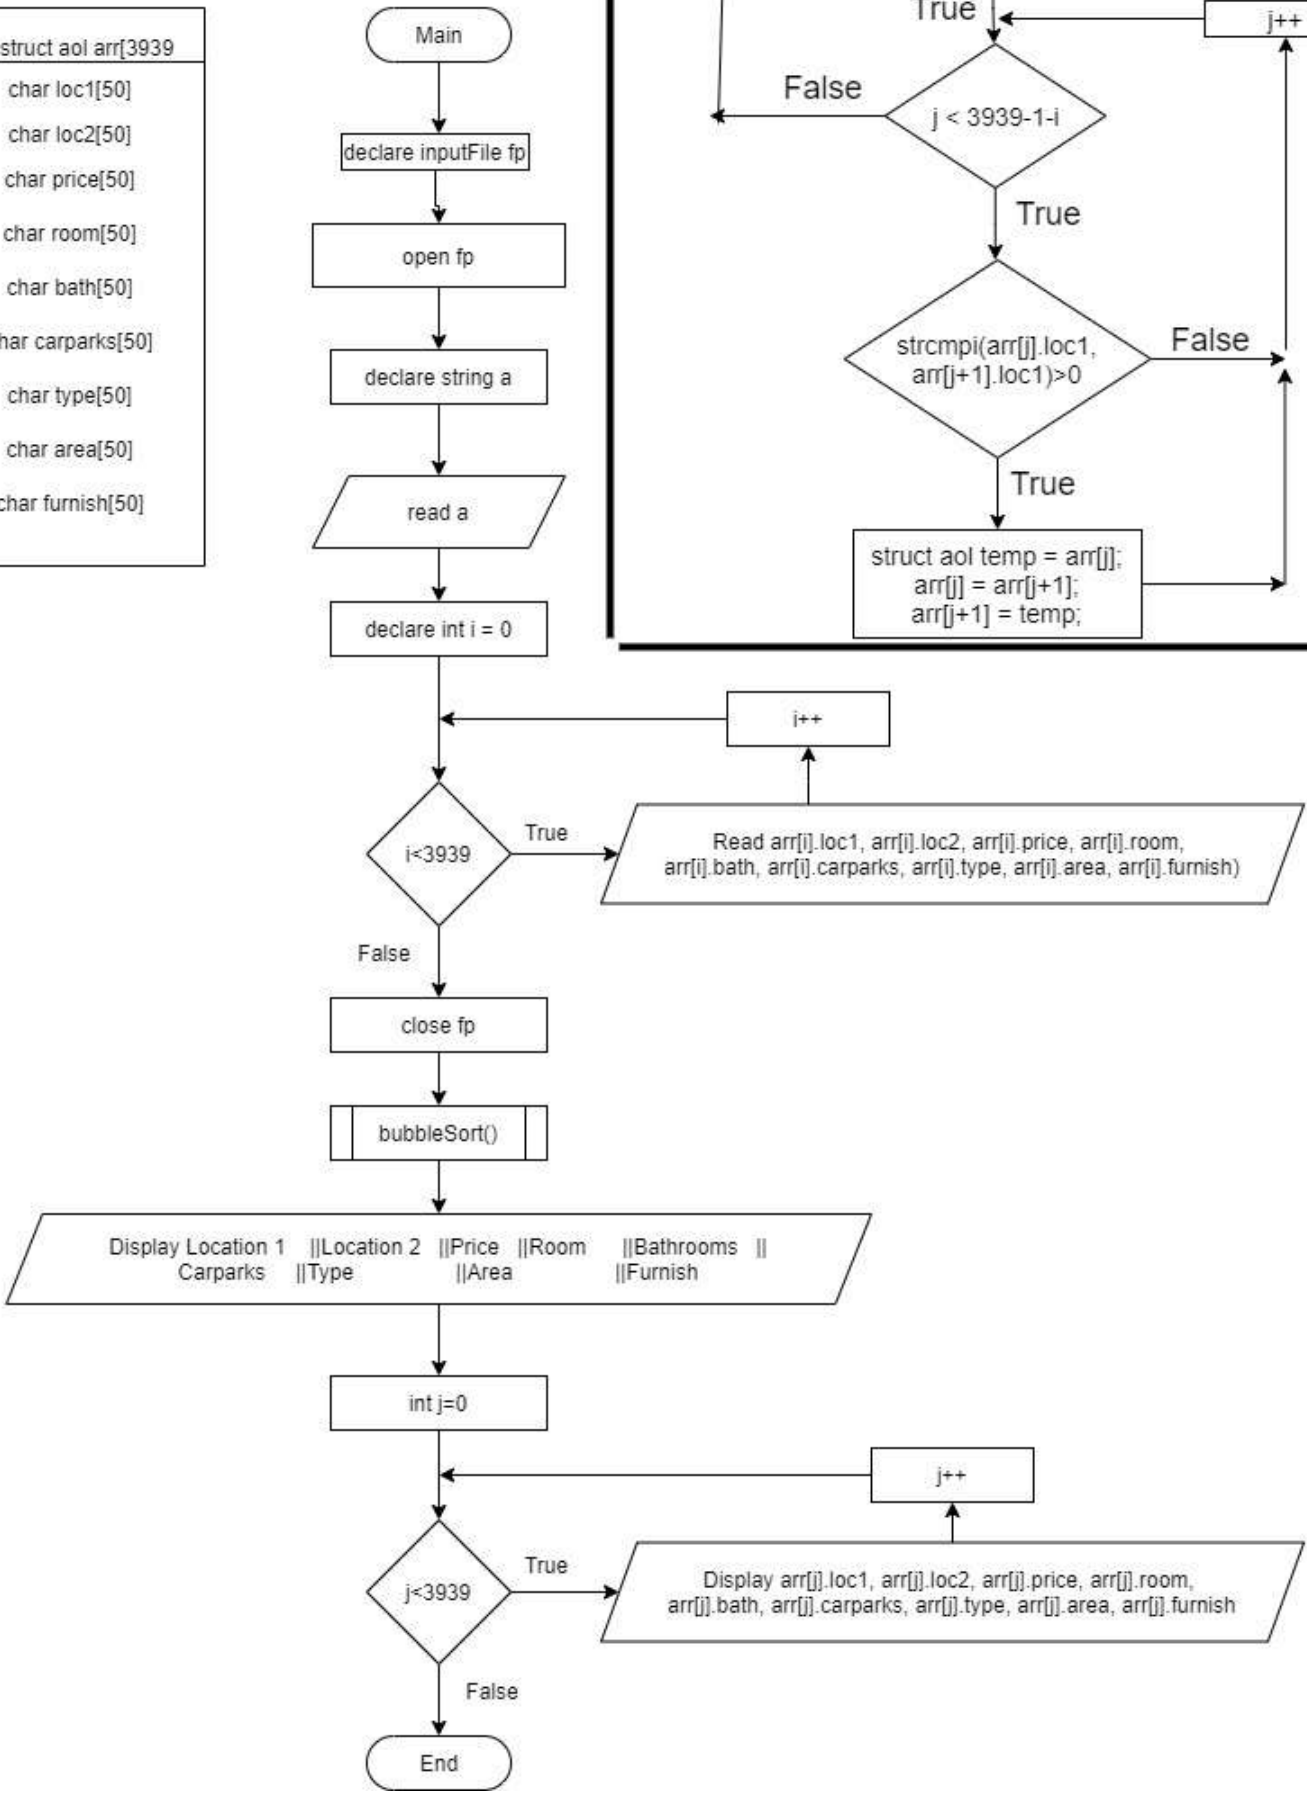 struct aol arr[3939
char loc1[50]
char loc2[50]
char price[50]
char room[50]
char bath[50]
har carparks[50]
char type[50]
char area[50]
char furnish[50]
Main
declare inputFile fp
open fp
declare string a
read a
declare int i = 0
True
j++
False
j < 3939-1-i
True
strcmpi(arr[j].loc1,
arr[j+1].loc1)>0
False
True
struct aol temp = arr[j];
arr[j] = arr[j+1];
arr[j+1] = temp;
i++
i<3939
True
Read arr[i].loc1, arr[i].loc2, arr[i].price, arr[i].room,
arr[i].bath, arr[i].carparks, arr[i].type, arr[i].area, arr[i].furnish)
False
close fp
bubbleSort()
Display Location 1 ||Location 2 ||Price ||Room ||Bathrooms ||
Carparks ||Type ||Area ||Furnish
int j=0
j++
j<3939
True
Display arr[j].loc1, arr[j].loc2, arr[j].price, arr[j].room,
arr[j].bath, arr[j].carparks, arr[j].type, arr[j].area, arr[j].furnish
False
End